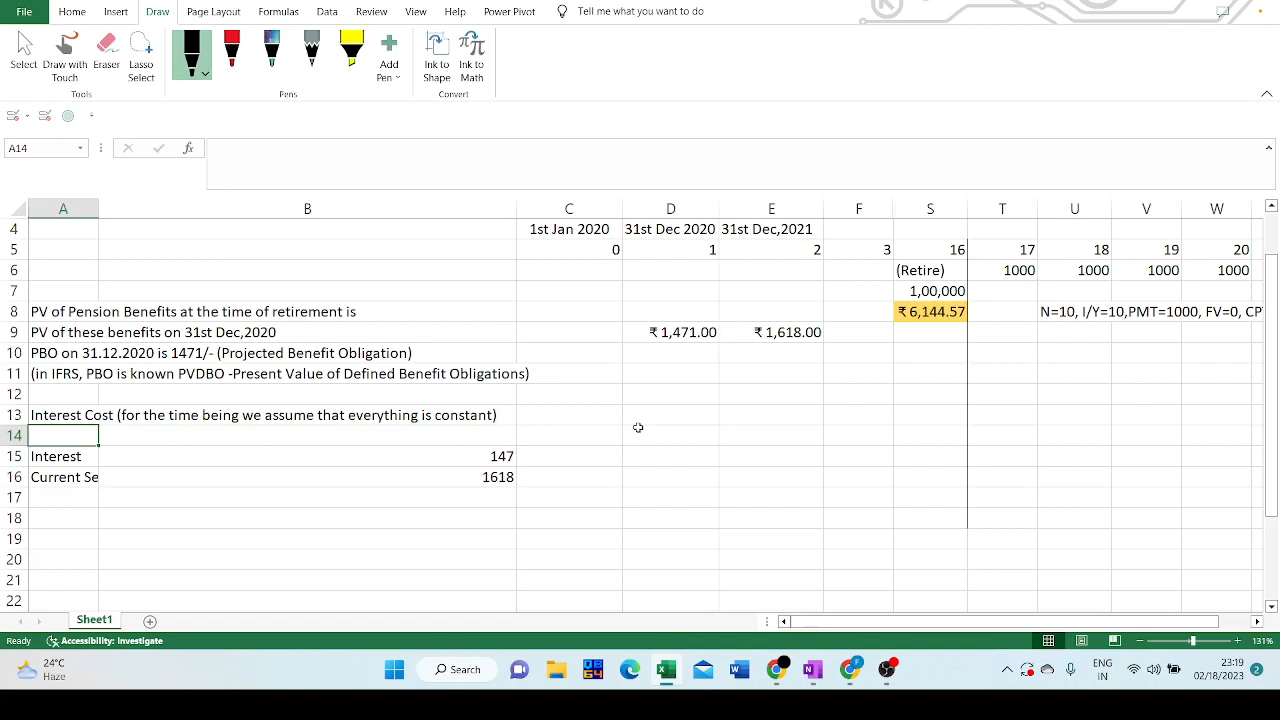 File Home Insert Draw Page Layout Formulas Data Review View Help Power Pivot Tell me what you want to do
Select Draw with Touch Eraser Lasso Select Add Pen Ink to Shape Ink to Math
Tools Pens Convert
A14 fx
A B C D E F S T U V W
4 1st Jan 2020 31st Dec 2020 31st Dec,2021
5 0 1 2 3 16 17 18 19 20
6 (Retire) 1000 1000 1000 1000
7 1,00,000
8 PV of Pension Benefits at the time of retirement is ₹ 6,144.57 N=10, I/Y=10,PMT=1000, FV=0, CP
9 PV of these benefits on 31st Dec,2020 ₹ 1,471.00 ₹ 1,618.00
10 PBO on 31.12.2020 is 1471/- (Projected Benefit Obligation)
11 (in IFRS, PBO is known PVDBO -Present Value of Defined Benefit Obligations)
12
13 Interest Cost (for the time being we assume that everything is constant)
14
15 Interest 147
16 Current Se 1618
17
18
19
20
21
22
Sheet1
Ready Accessibility: Investigate 131%
24°C Haze Search ENG IN 23:19 02/18/2023 2